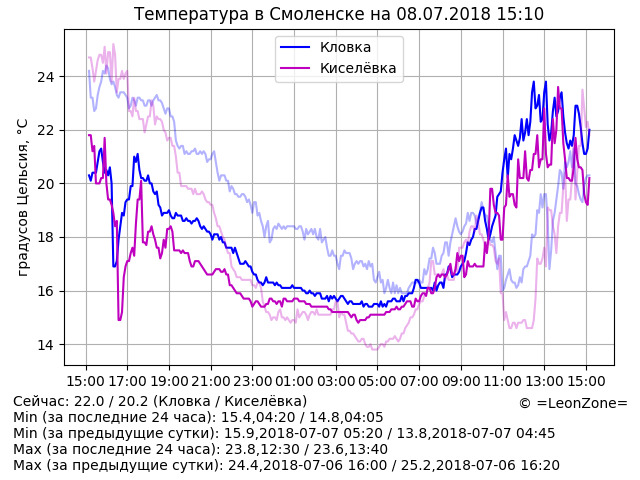 Температура в Смоленске на 08.07.2018 15:10
Кловка
Киселёвка
градусов Цельсия, °C
24
22
20
18
16
14
15:00 17:00 19:00 21:00 23:00 01:00 03:00 05:00 07:00 09:00 11:00 13:00 15:00
Сейчас: 22.0 / 20.2 (Кловка / Киселёвка)
© =LeonZone=
Min (за последние 24 часа): 15.4,04:20 / 14.8,04:05
Min (за предыдущие сутки): 15.9,2018-07-07 05:20 / 13.8,2018-07-07 04:45
Max (за последние 24 часа): 23.8,12:30 / 23.6,13:40
Max (за предыдущие сутки): 24.4,2018-07-06 16:00 / 25.2,2018-07-06 16:20